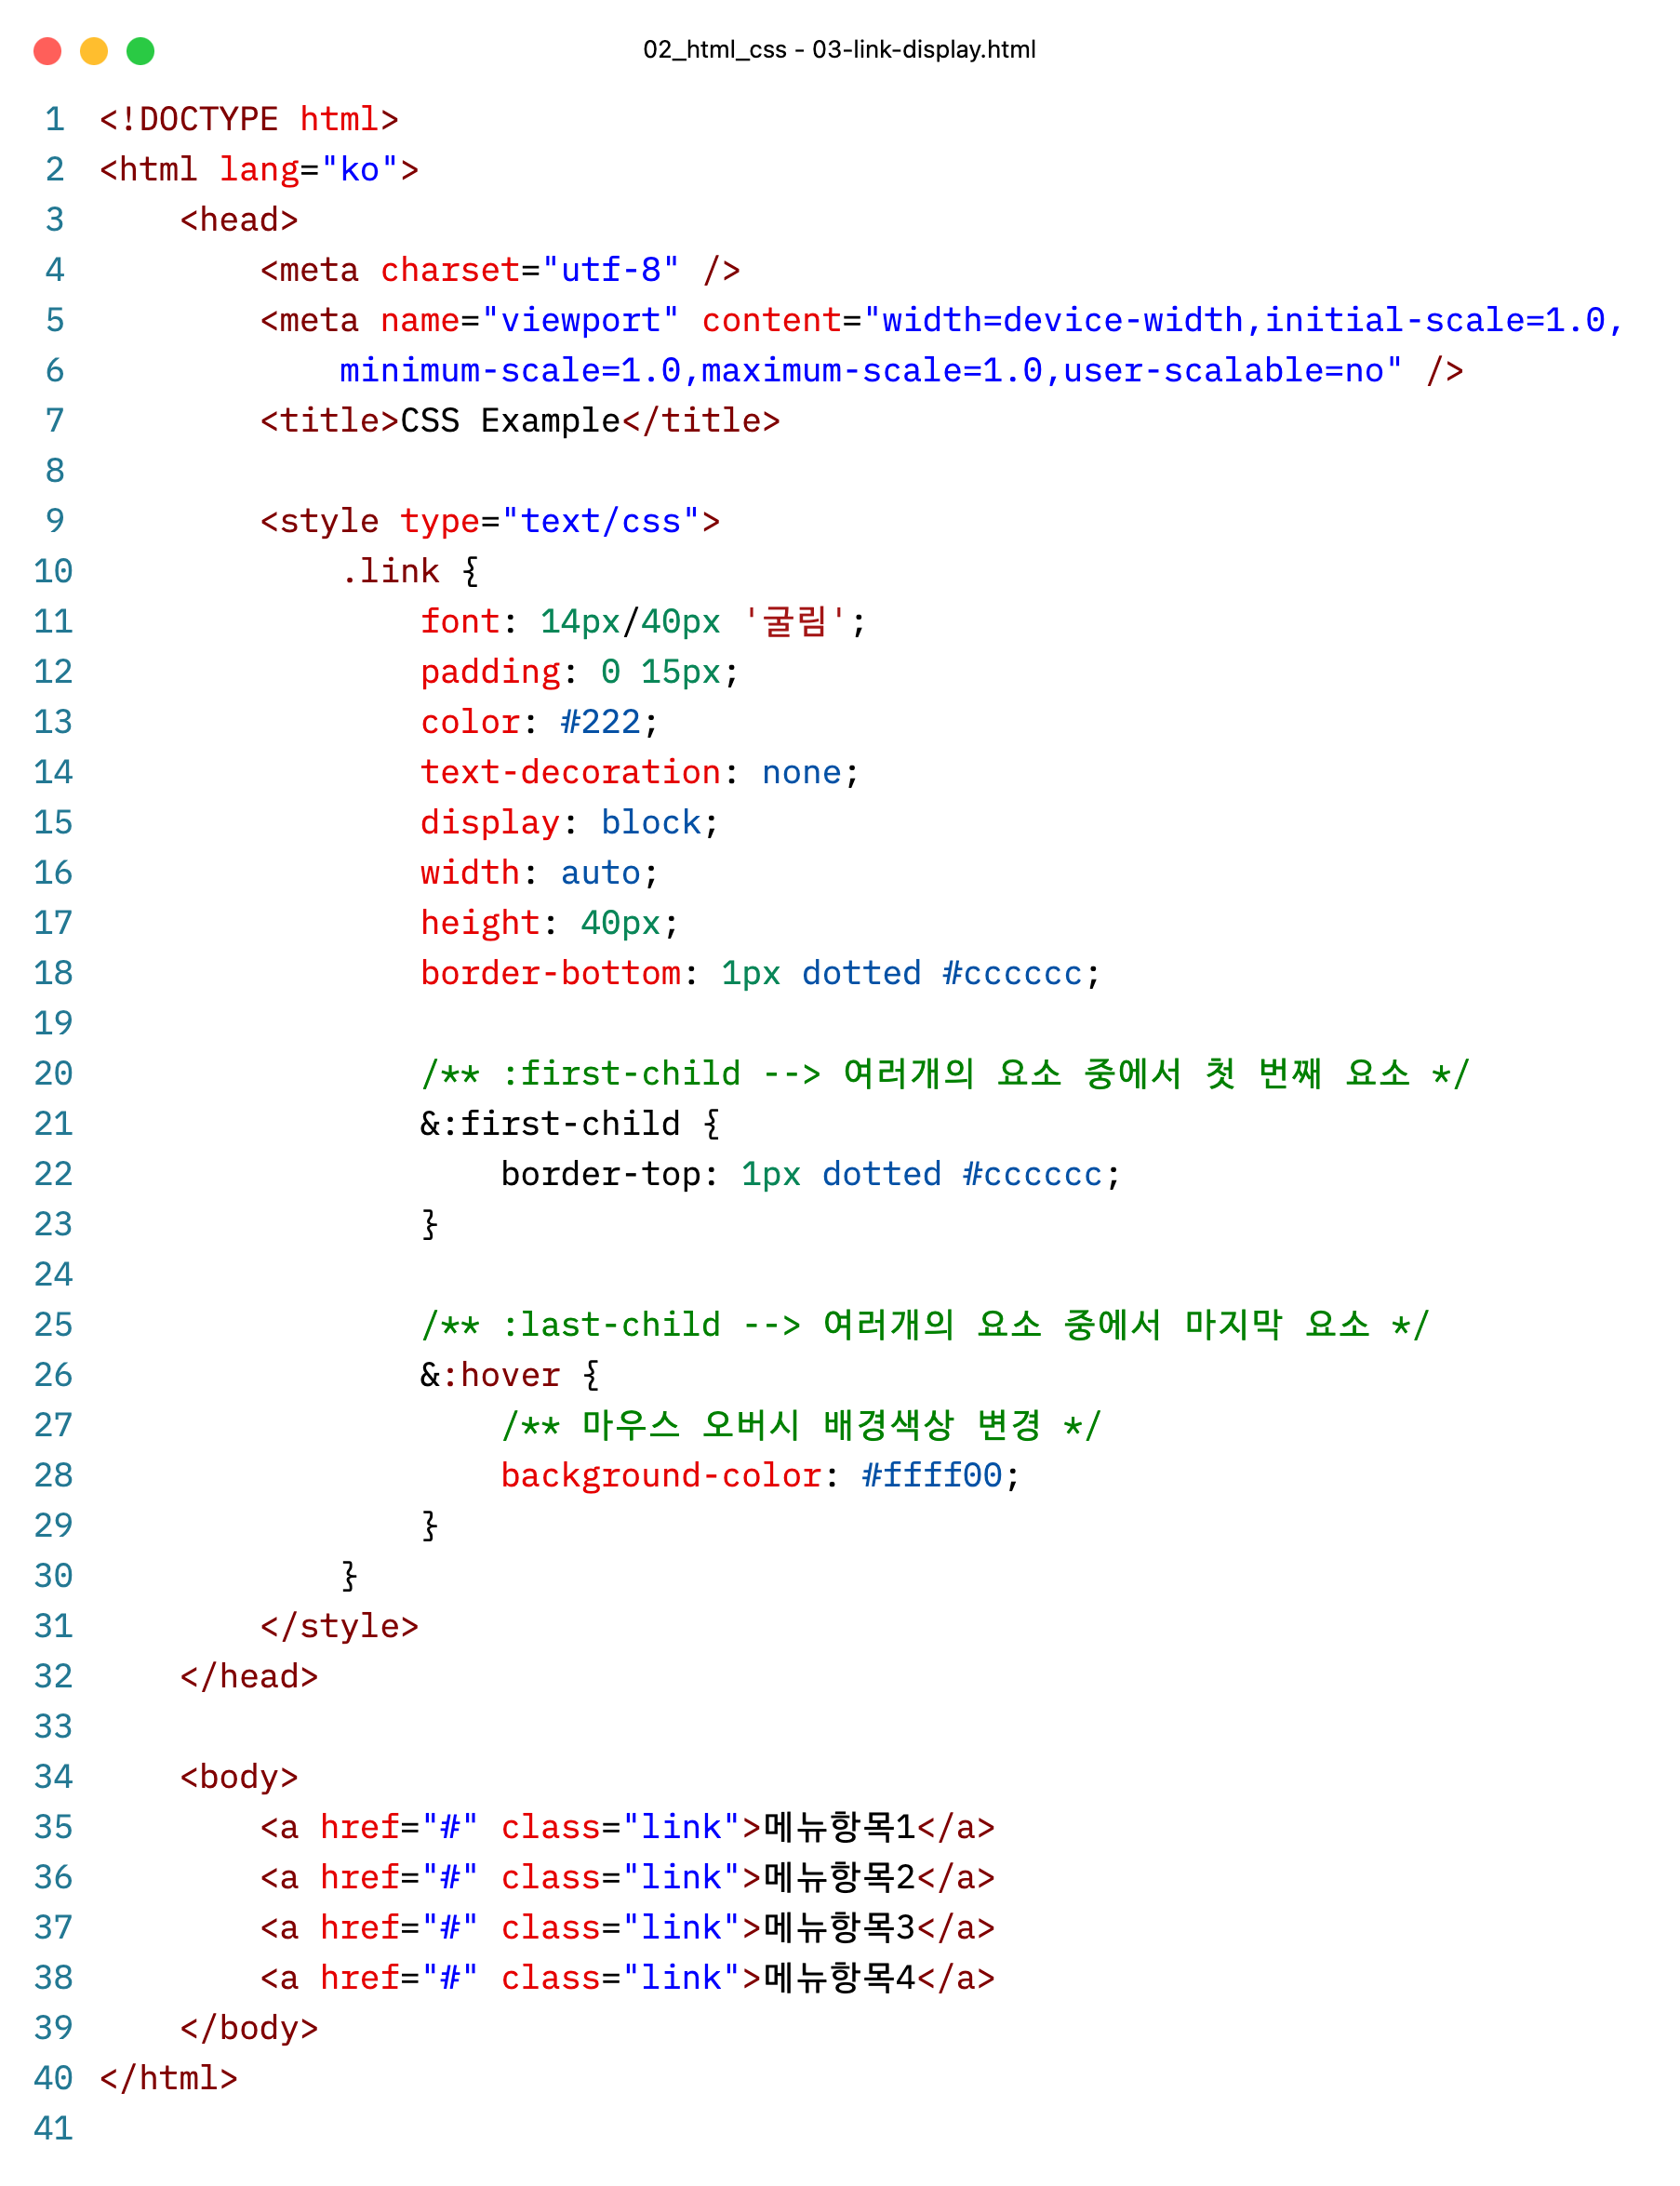 02_html_css - 03-link-display.html
1 <!DOCTYPE html>
2 <html lang="ko">
3     <head>
4         <meta charset="utf-8" />
5         <meta name="viewport" content="width=device-width,initial-scale=1.0,
6             minimum-scale=1.0,maximum-scale=1.0,user-scalable=no" />
7         <title>CSS Example</title>
8
9         <style type="text/css">
10             .link {
11                 font: 14px/40px '굴림';
12                 padding: 0 15px;
13                 color: #222;
14                 text-decoration: none;
15                 display: block;
16                 width: auto;
17                 height: 40px;
18                 border-bottom: 1px dotted #cccccc;
19
20                 /** :first-child --> 여러개의 요소 중에서 첫 번째 요소 */
21                 &:first-child {
22                     border-top: 1px dotted #cccccc;
23                 }
24
25                 /** :last-child --> 여러개의 요소 중에서 마지막 요소 */
26                 &:hover {
27                     /** 마우스 오버시 배경색상 변경 */
28                     background-color: #ffff00;
29                 }
30             }
31         </style>
32     </head>
33
34     <body>
35         <a href="#" class="link">메뉴항목1</a>
36         <a href="#" class="link">메뉴항목2</a>
37         <a href="#" class="link">메뉴항목3</a>
38         <a href="#" class="link">메뉴항목4</a>
39     </body>
40 </html>
41